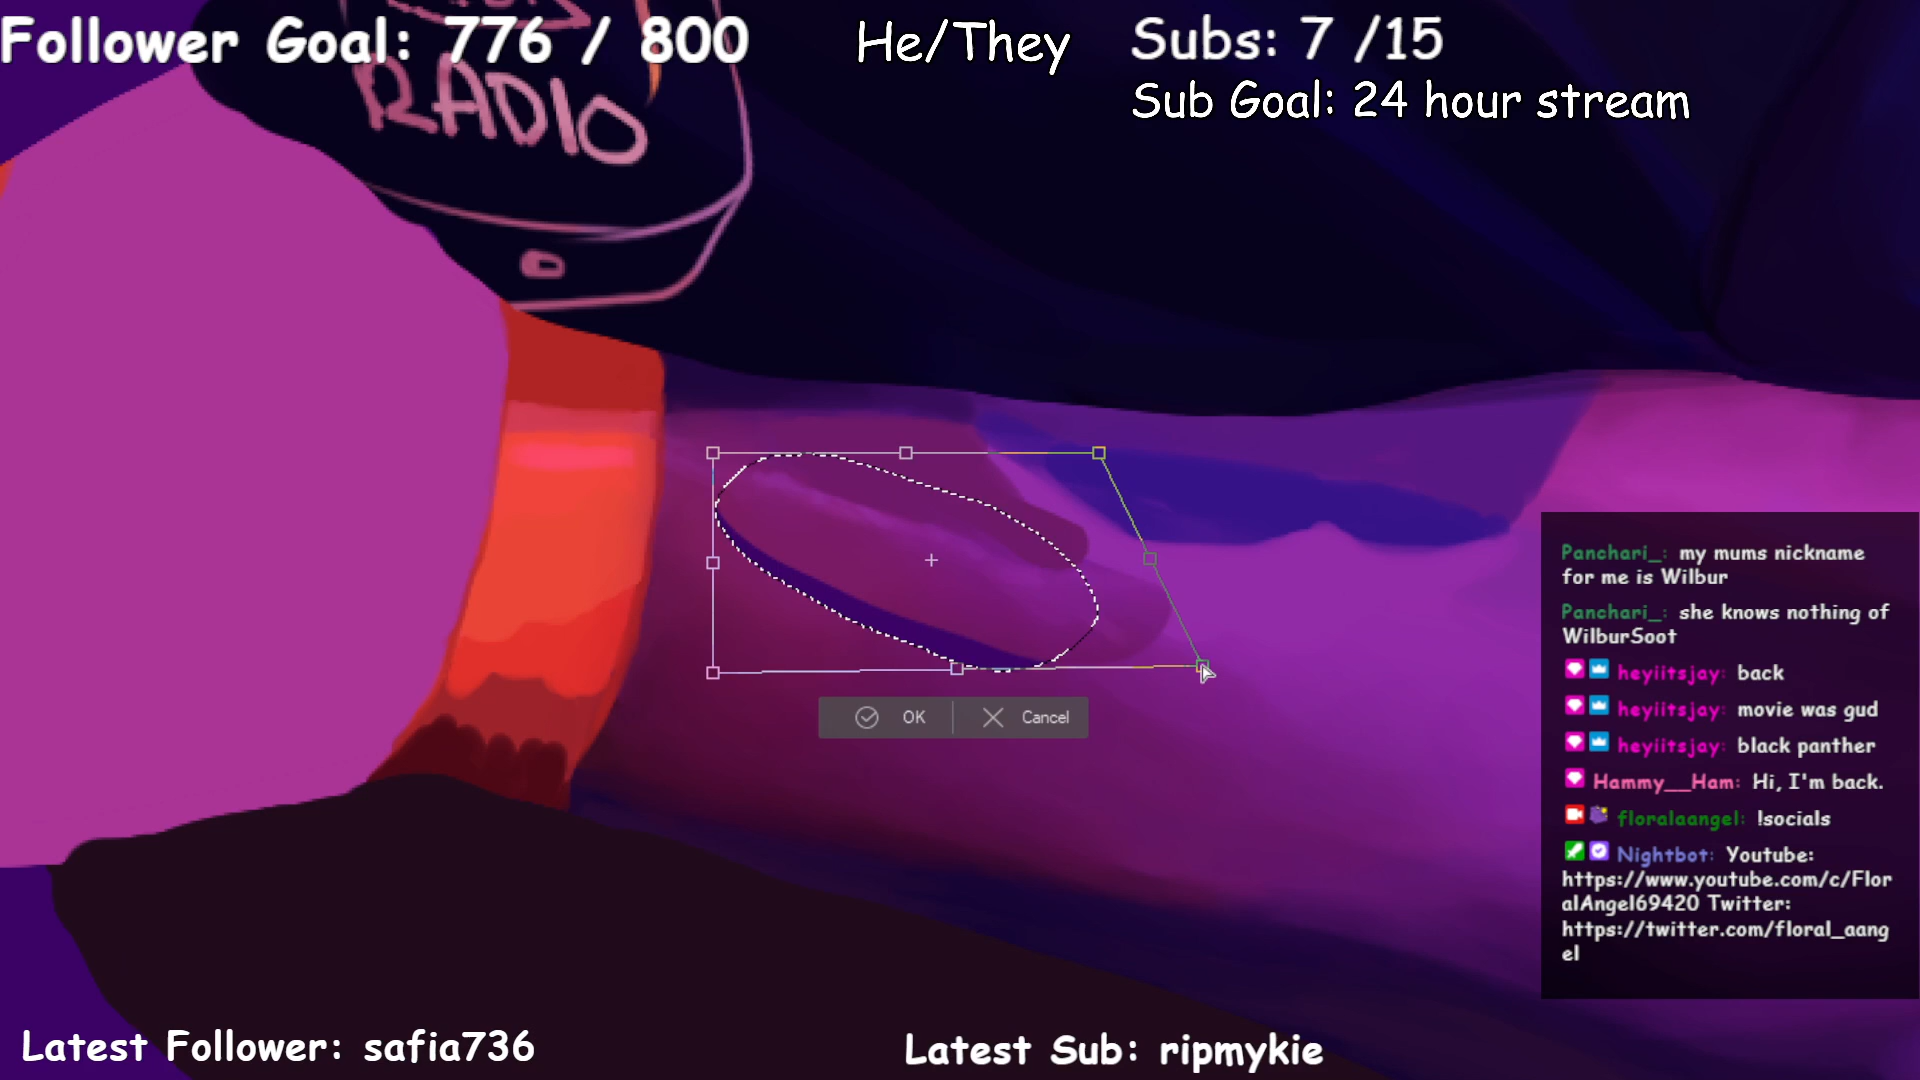 Follower Goal: 776 / 800
He/They
Subs: 7 /15
Sub Goal: 24 hour stream
RADIO
Panchari_: my mums nickname
for me is Wilbur
Panchari_: she knows nothing of
WilburSoot
heyiitsjay: back
heyiitsjay: movie was gud
heyiitsjay: black panther
Hammy__Ham: Hi, I'm back.
floralaangel: !socials
Nightbot: Youtube:
https://www.youtube.com/c/Flor
alAngel69420 Twitter:
https://twitter.com/floral_aang
el
OK
Cancel
Latest Follower: safia736
Latest Sub: ripmykie